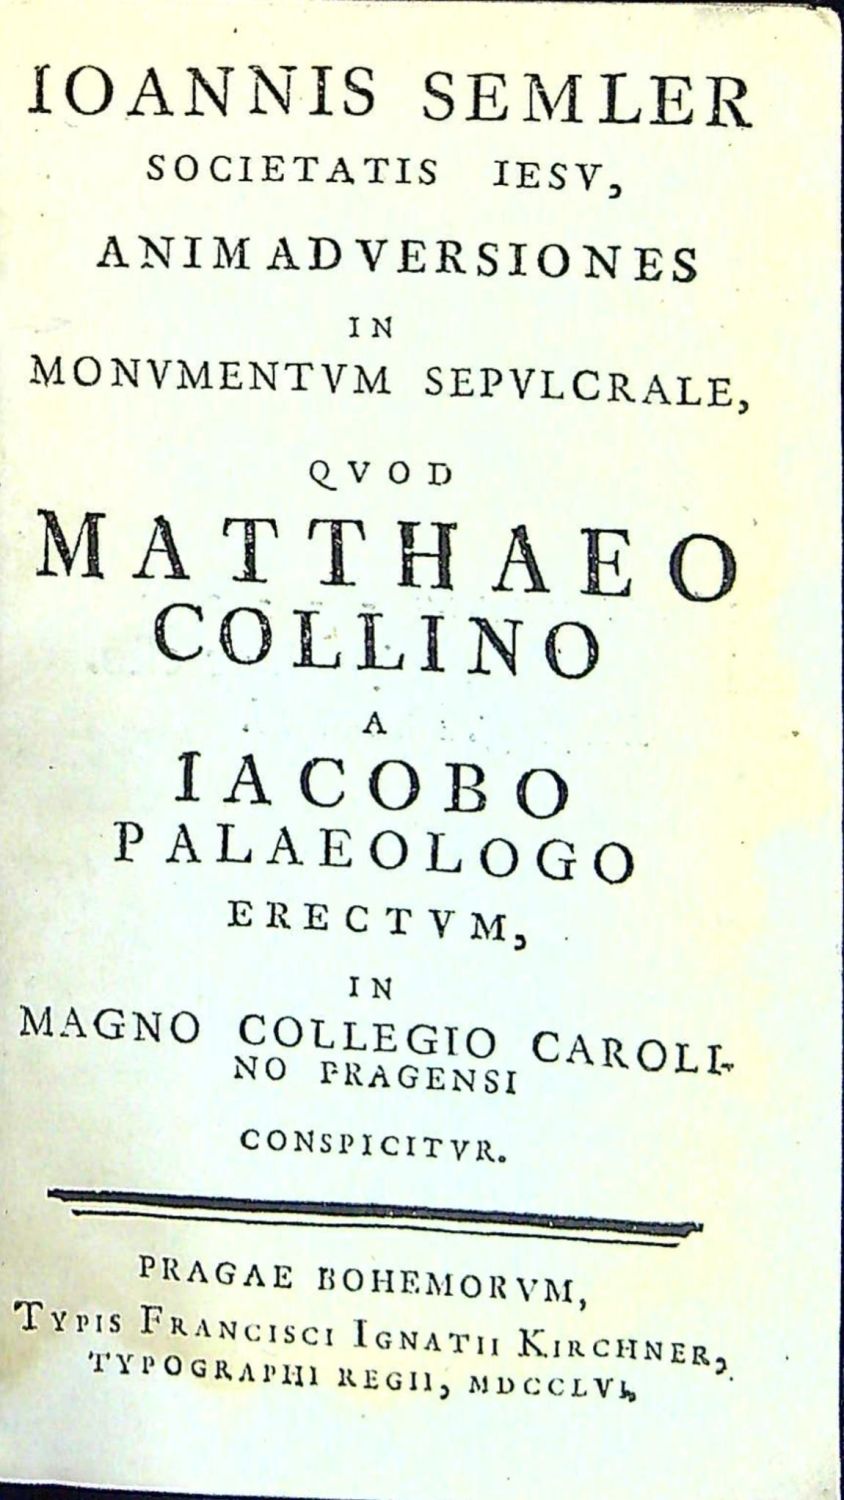 IOANNIS SEMLER
SOCIETATIS IESV,
ANIMADVERSIONES
IN
MONVMENTVM SEPVLCRALE,
QVOD
MATTHAEO
COLLINO
A
IACOBO
PALAEOLOGO
ERECTVM,
IN
MAGNO COLLEGIO CAROLI-
NO PRAGENSI
CONSPICITVR.
PRAGAE BOHEMORVM,
TYPIS FRANCISCI IGNATII KIRCHNER,
TYPOGRAPHI REGII, MDCCLVI,